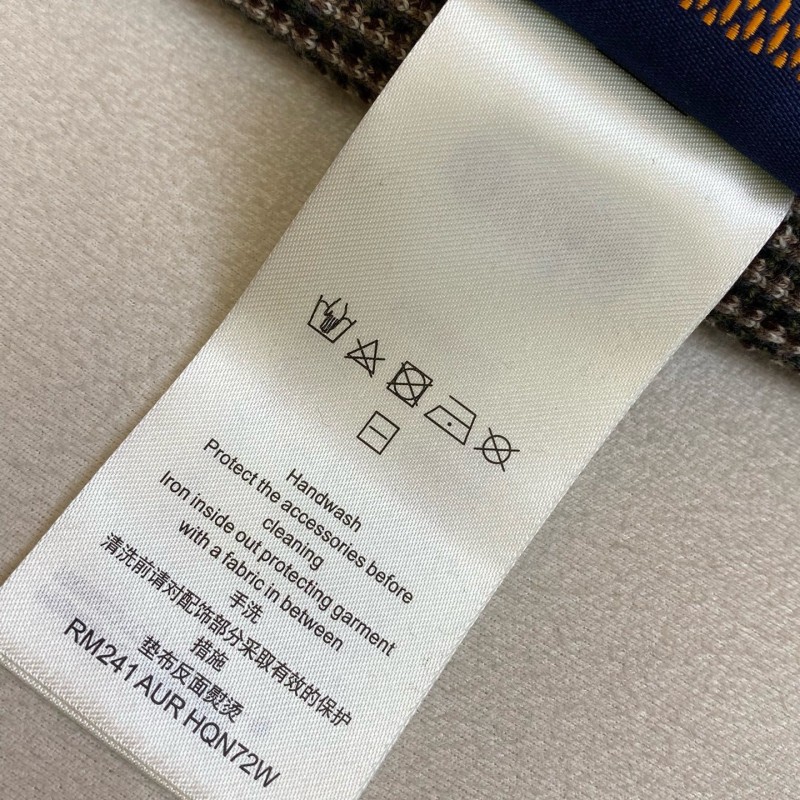 Handwash
Protect the accessories before
cleaning
Iron inside out protecting garment
with a fabric in between
手洗
清洗前请对配饰部分采取有效的保护
措施
垫布反面熨烫
RM241 AUR HQN72W